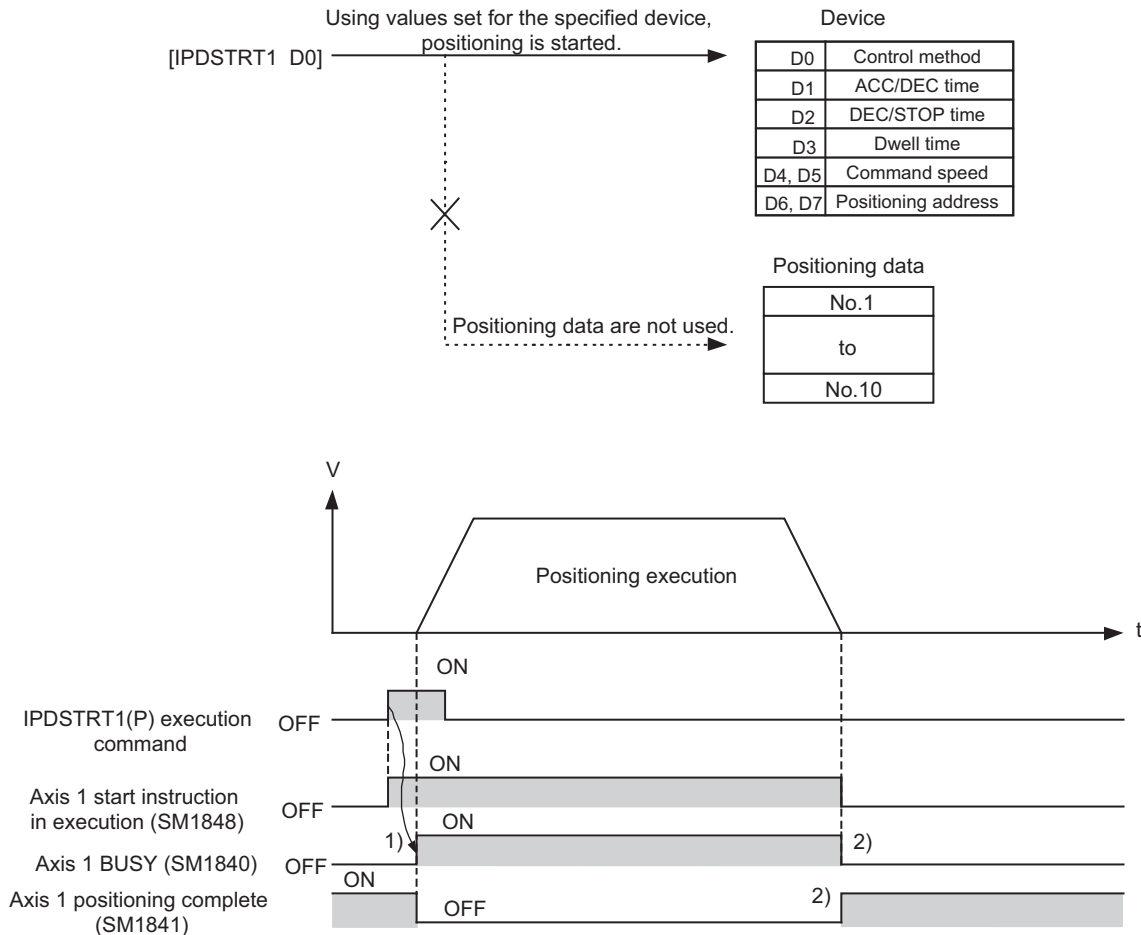 Using values set for the specified device,
positioning is started.
[IPDSTRT1 D0]
Device
D0 Control method
D1 ACC/DEC time
D2 DEC/STOP time
D3 Dwell time
D4, D5 Command speed
D6, D7 Positioning address
Positioning data are not used.
Positioning data
No.1
to
No.10
V
Positioning execution
t
ON
IPDSTRT1(P) execution
command
OFF
ON
Axis 1 start instruction
in execution (SM1848)
OFF
ON
1)
2)
Axis 1 BUSY (SM1840)
OFF
ON
Axis 1 positioning complete
(SM1841)
OFF
2)